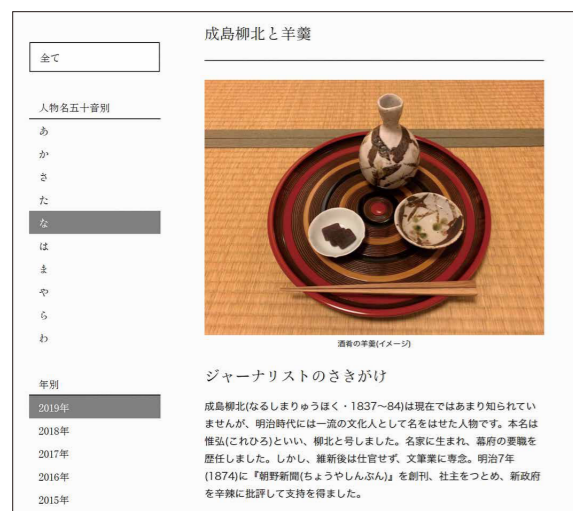 全て
人物名五十音別
あ
か
さ
た
な
は
ま
や
ら
わ
年別
2019年
2018年
2017年
2016年
2015年
成島柳北と羊羹
酒肴の羊羹(イメージ)
ジャーナリストのさきがけ
成島柳北(なるしまりゅうほく・1837〜84)は現在ではあまり知られてい
ませんが、明治時代には一流の文化人として名をはせた人物です。本名は
惟弘(これひろ)といい、柳北と号しました。名家に生まれ、幕府の要職を
歴任しました。しかし、維新後は仕官せず、文筆業に専念。明治7年
(1874)に『朝野新聞(ちょうやしんぶん)』を創刊、社主をつとめ、新政府
を辛辣に批評して支持を得ました。